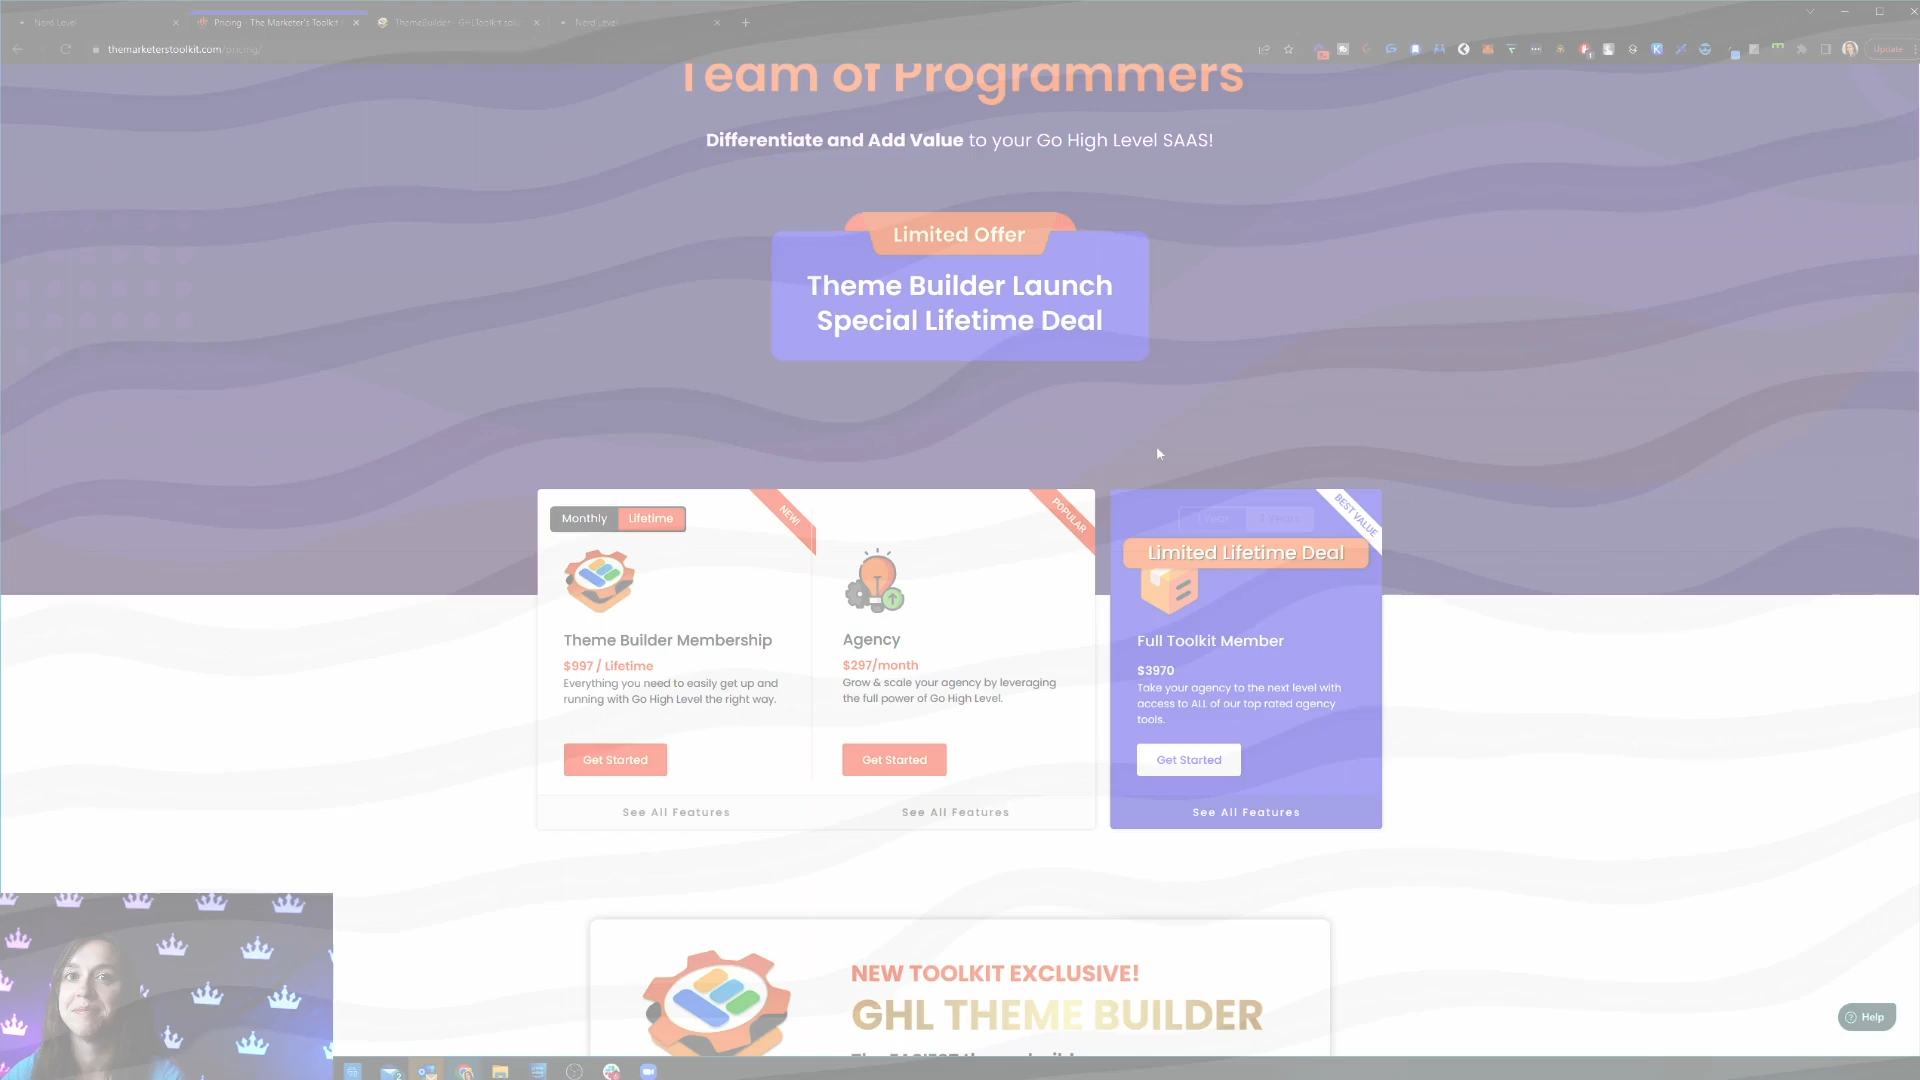 Nerd Level
Pricing - The Marketer's Toolkit
ThemeBuilder - GHLToolkit
Nerd Level
themarketerstoolkit.com/pricing/
Update
Team of Programmers
Differentiate and Add Value to your Go High Level SAAS!
Limited Offer
Theme Builder Launch
Special Lifetime Deal
Monthly
Lifetime
NEW!
POPULAR
1 Year
BEST VALUE
Limited Lifetime Deal
Theme Builder Membership
$997 / Lifetime
Everything you need to easily get up and
running with Go High Level the right way.
Get Started
See All Features
Agency
$297/month
Grow & scale your agency by leveraging
the full power of Go High Level.
Get Started
See All Features
Full Toolkit Member
$3970
Take your agency to the next level with
access to ALL of our top rated agency
tools.
Get Started
See All Features
NEW TOOLKIT EXCLUSIVE!
GHL THEME BUILDER
Help